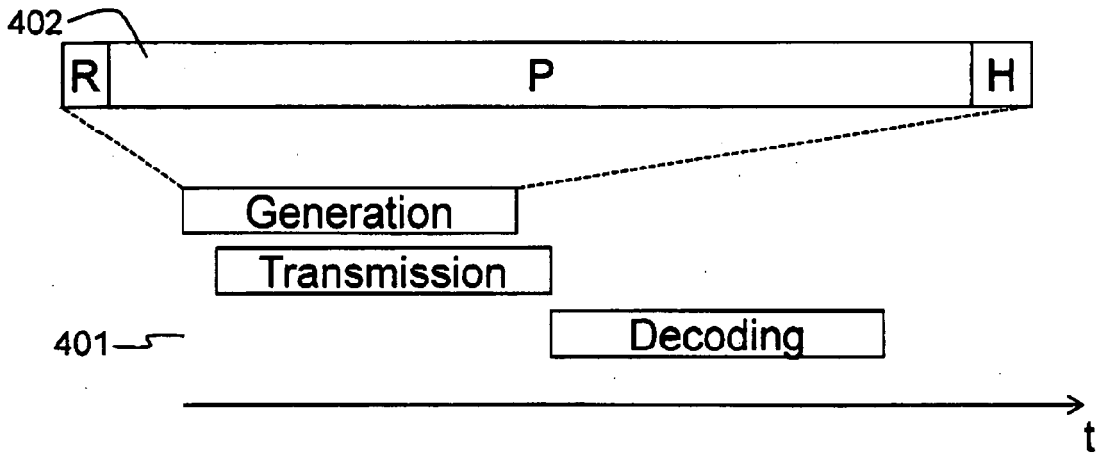 402
R P H
Generation
Transmission
401 Decoding
t